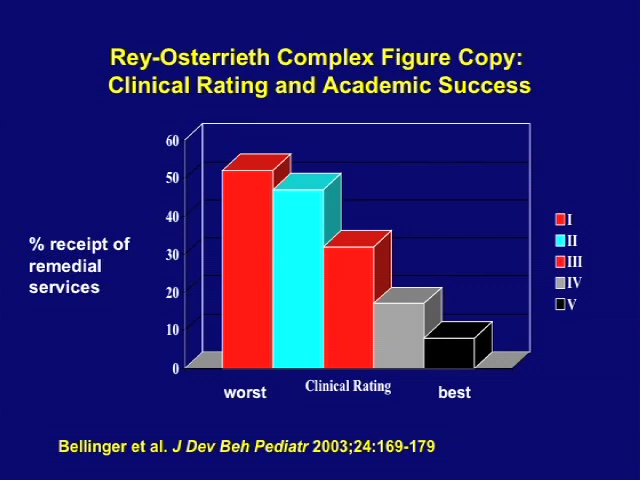 Rey-Osterrieth Complex Figure Copy:
Clinical Rating and Academic Success
60
50
40
30
20
10
0
% receipt of
remedial
services
I
II
III
IV
V
worst
Clinical Rating
best
Bellinger et al. J Dev Beh Pediatr 2003;24:169-179